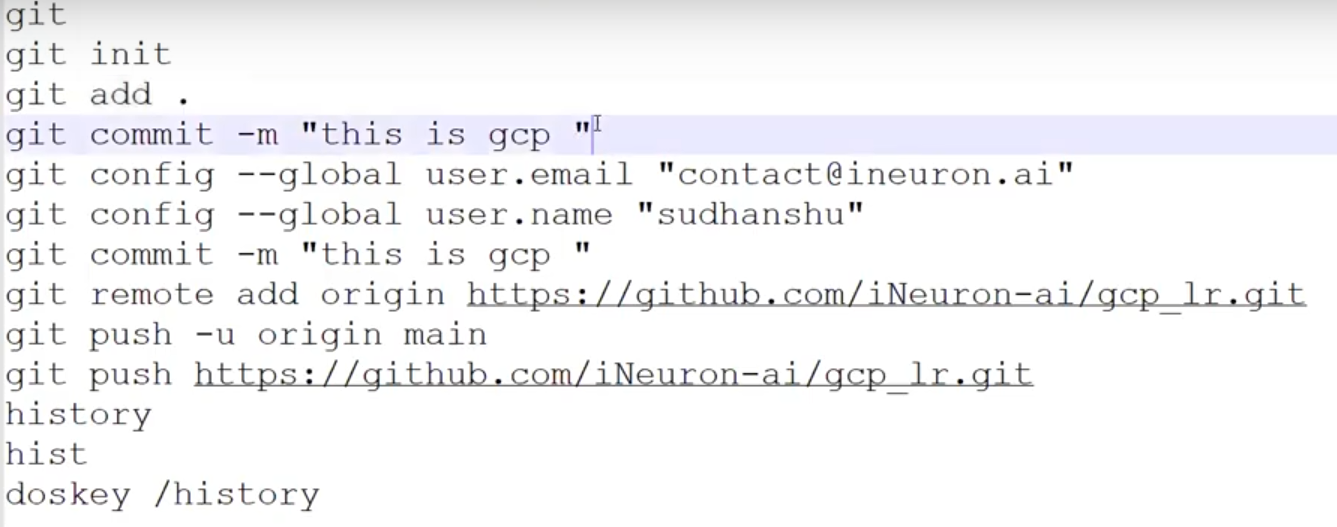 git
git init
git add .
git commit -m "this is gcp "
git config --global user.email "contact@ineuron.ai"
git config --global user.name "sudhanshu"
git commit -m "this is gcp "
git remote add origin https://github.com/iNeuron-ai/gcp_lr.git
git push -u origin main
git push https://github.com/iNeuron-ai/gcp_lr.git
history
hist
doskey /history